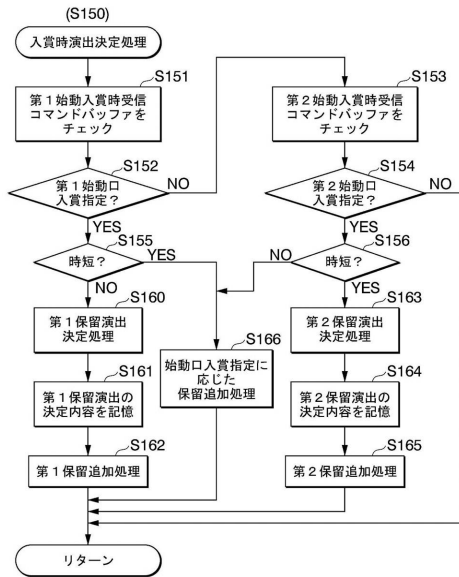 (S150)
入賞時演出決定処理
S151
第1始動入賞時受信
コマンドバッファを
チェック
S152
第1始動口
入賞指定?
NO
YES
S153
第2始動入賞時受信
コマンドバッファを
チェック
S154
第2始動口
入賞指定?
NO
YES
S155
時短?
YES
NO
S156
時短?
NO
YES
S160
第1保留演出
決定処理
S161
第1保留演出の
決定内容を記憶
S162
第1保留追加処理
S166
始動口入賞指定に
応じた
保留追加処理
S163
第2保留演出
決定処理
S164
第2保留演出の
決定内容を記憶
S165
第2保留追加処理
リターン